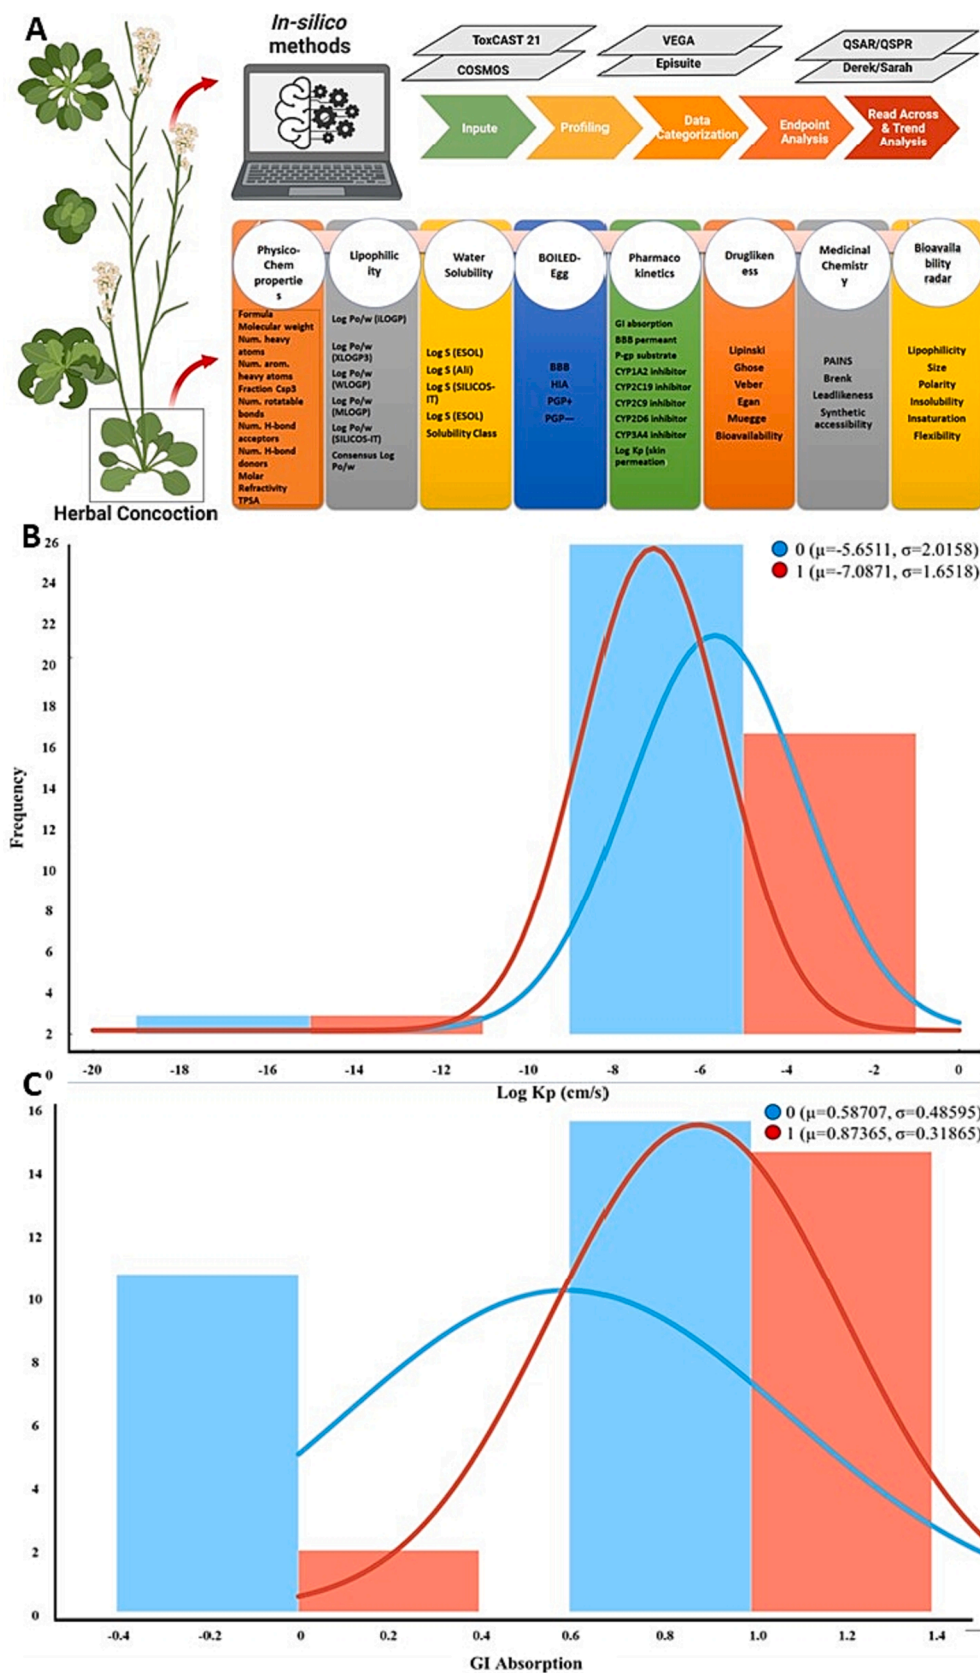 A
In-silico
methods
ToxCAST 21
COSMOS
VEGA
Episuite
QSAR/QSPR
Derek/Sarah
Inpute
Profiling
Data
Categorization
Endpoint
Analysis
Read Across
& Trend
Analysis
Herbal Concoction
Physico-
Chem
propertie
s
Formula
Molecular weight
Num. heavy
atoms
Num. arom.
heavy atoms
Fraction Csp3
Num. rotatable
bonds
Num. H-bond
acceptors
Num. H-bond
donors
Molar
Refractivity
TPSA
Lipophilic
ity
Log Po/w (iLOGP)
Log Po/w
(XLOGP3)
Log Po/w
(WLOGP)
Log Po/w
(MLOGP)
Log Po/w
(SILICOS-IT)
Consensus Log
Po/w
Water
Solubility
Log S (ESOL)
Log S (Ali)
Log S (SILICOS-
IT)
Log S (ESOL)
Solubility Class
BOILED-
Egg
BBB
HIA
PGP+
PGP—
Pharmaco
kinetics
GI absorption
BBB permeant
P-gp substrate
CYP1A2 inhibitor
CYP2C19 inhibitor
CYP2C9 inhibitor
CYP2D6 inhibitor
CYP3A4 inhibitor
Log Kp (skin
permeation
Drugliken
ess
Lipinski
Ghose
Veber
Egan
Muegge
Bioavailability
Medicinal
Chemistr
y
PAINS
Brenk
Leadlikeness
Synthetic
accessibility
Bioavaila
bility
radar
Lipophilicity
Size
Polarity
Insolubility
Insaturation
Flexibility
B
0 (μ=-5.6511, σ=2.0158)
1 (μ=-7.0871, σ=1.6518)
26
24
22
20
18
16
14
12
10
8
6
4
2
0
Frequency
-20 -18 -16 -14 -12 -10 -8 -6 -4 -2 0
Log Kp (cm/s)
C
0 (μ=0.58707, σ=0.48595)
1 (μ=0.87365, σ=0.31865)
16
14
12
10
8
6
4
2
0
-0.4 -0.2 0 0.2 0.4 0.6 0.8 1.0 1.2 1.4
GI Absorption